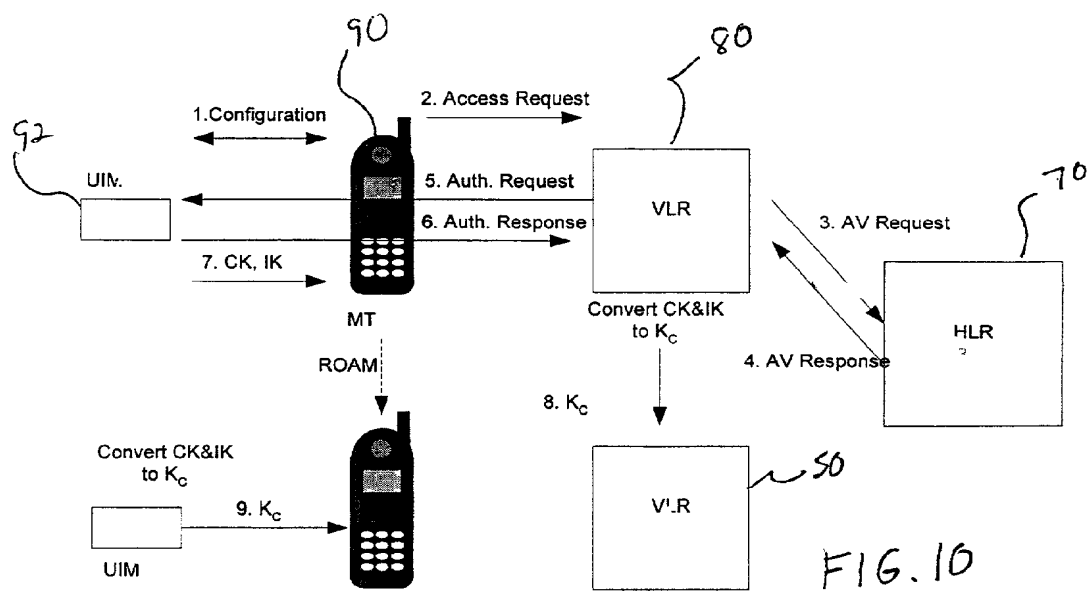 90
80
1.Configuration
2. Access Request
92
70
UIM
5. Auth. Request
VLR
3. AV Request
6. Auth. Response
7. CK, IK
MT
Convert CK&IK
to KC
HLR
ROAM
4. AV Response
8. KC
Convert CK&IK
to KC
50
9. KC
VLR
UIM
FIG. 10